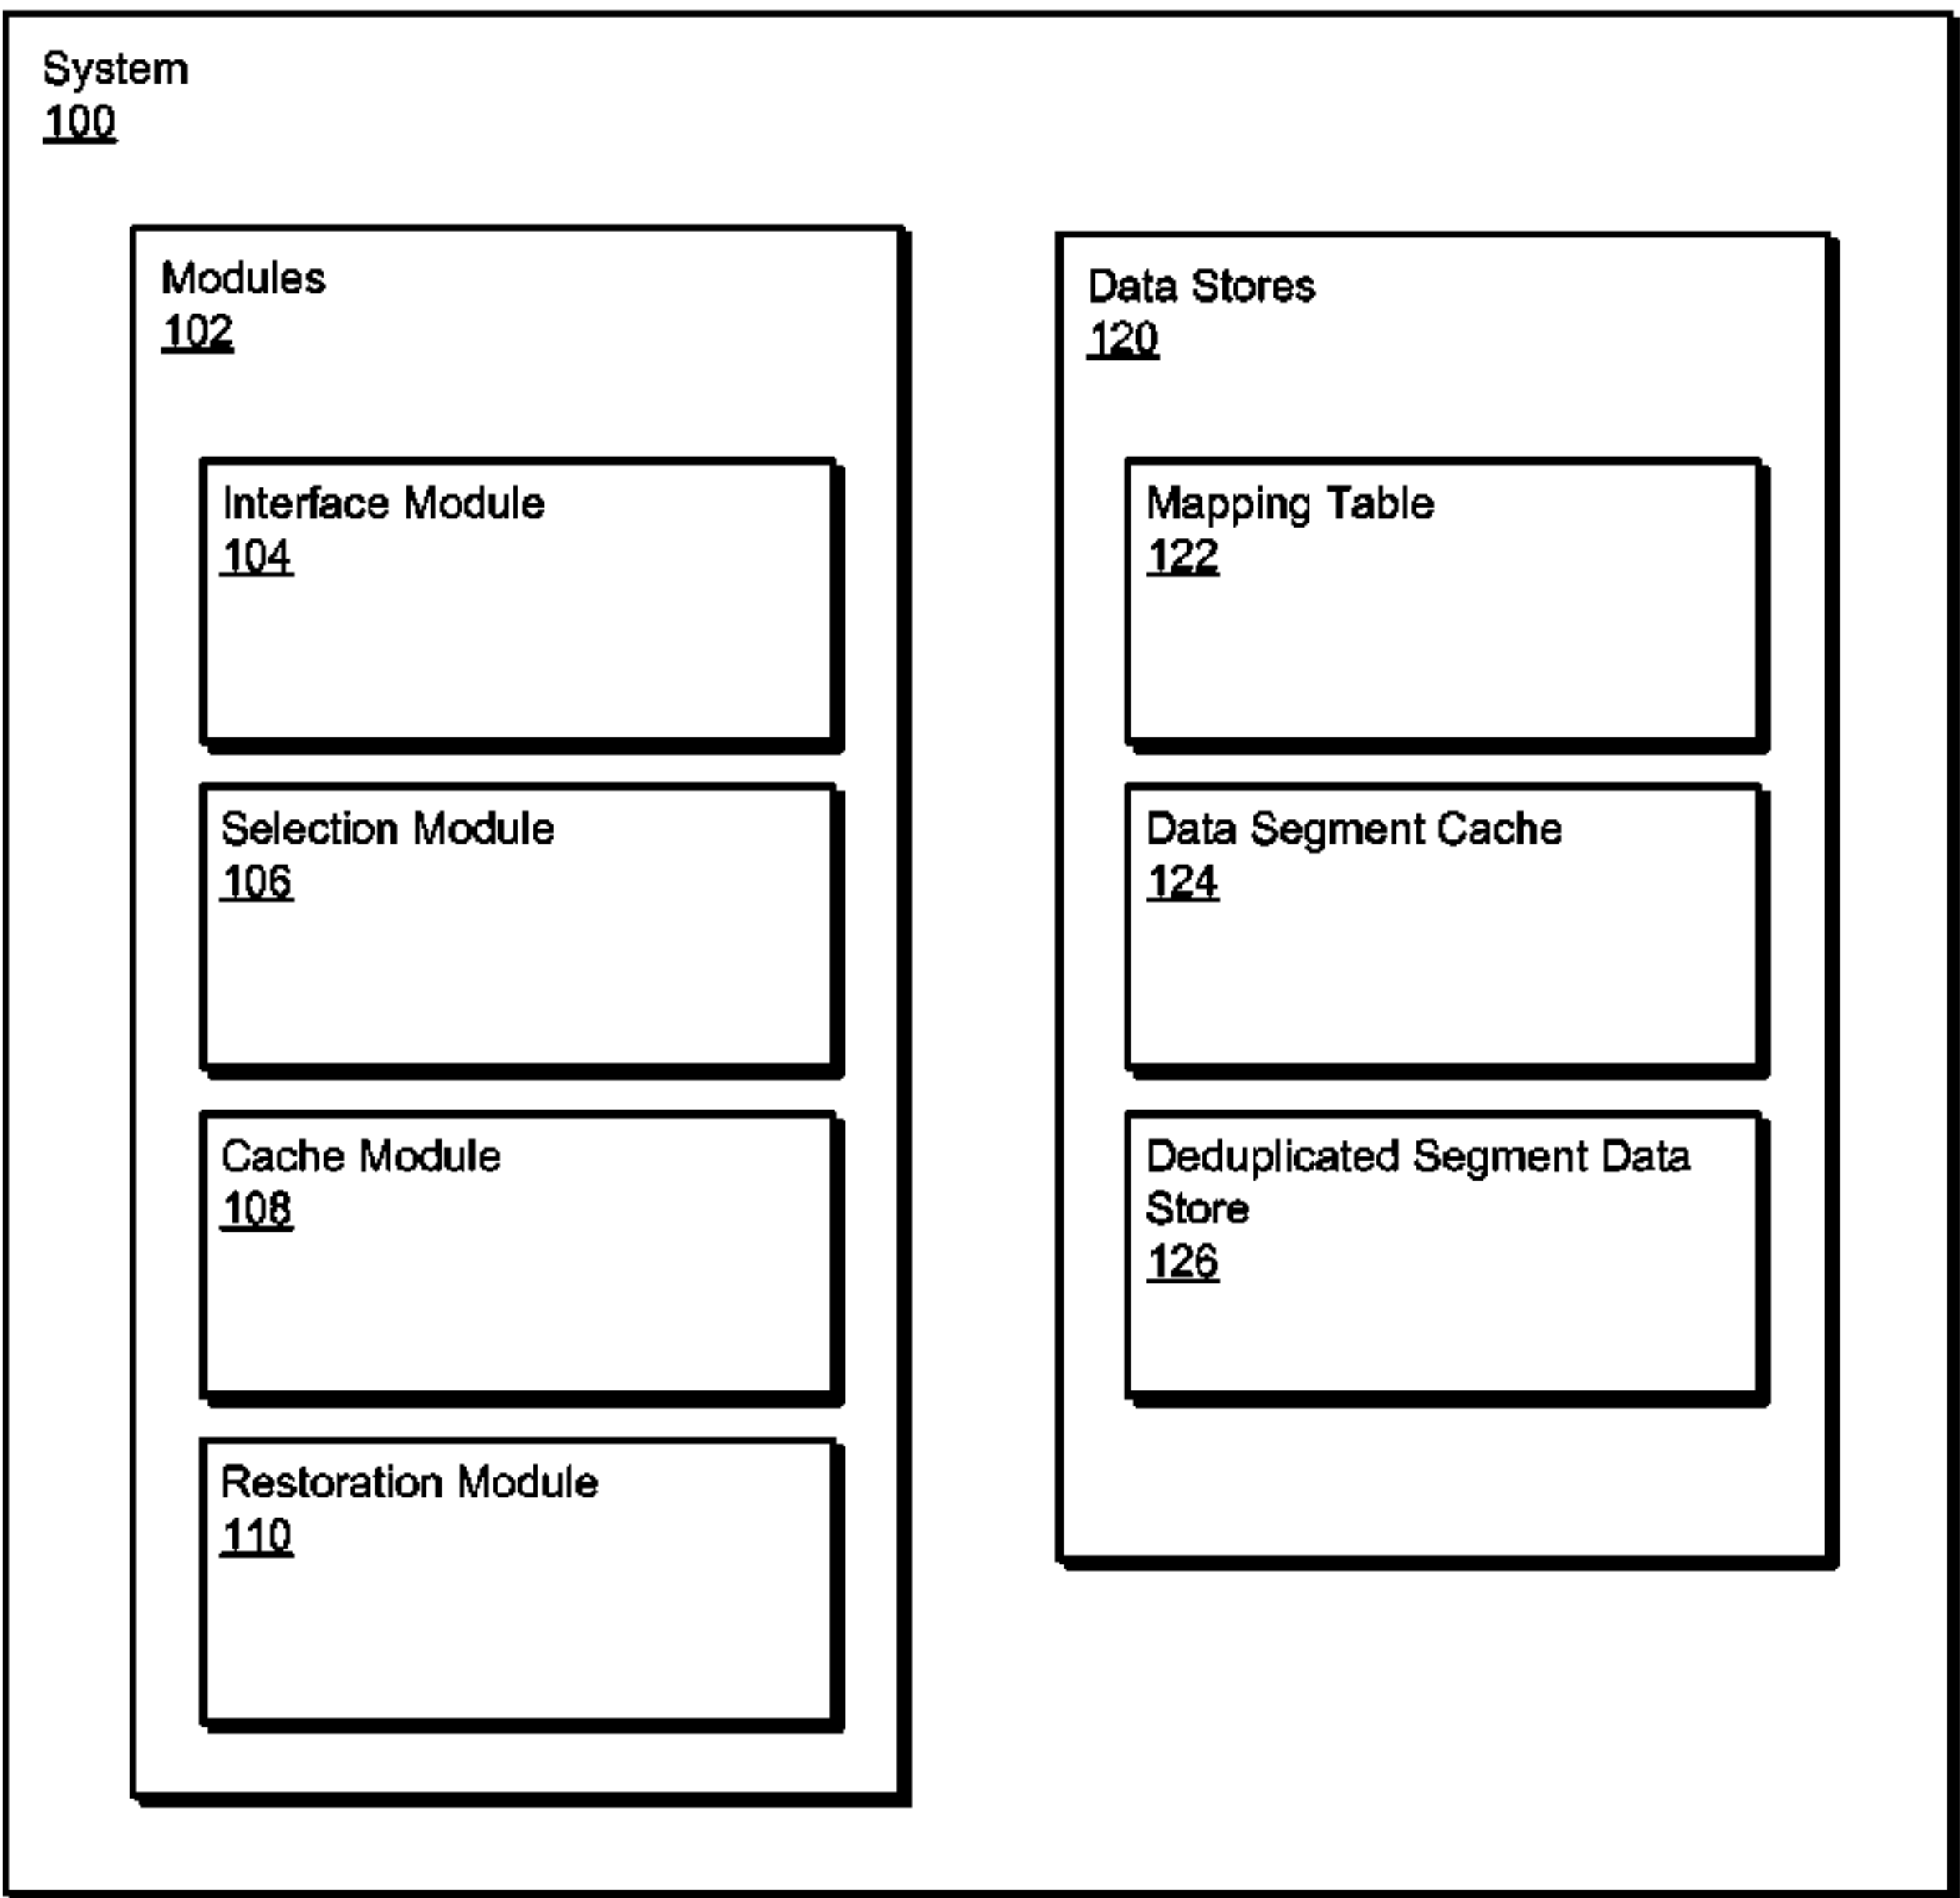 System
100
Modules
102
Interface Module
104
Selection Module
106
Cache Module
108
Restoration Module
110
Data Stores
120
Mapping Table
122
Data Segment Cache
124
Deduplicated Segment Data
Store
126